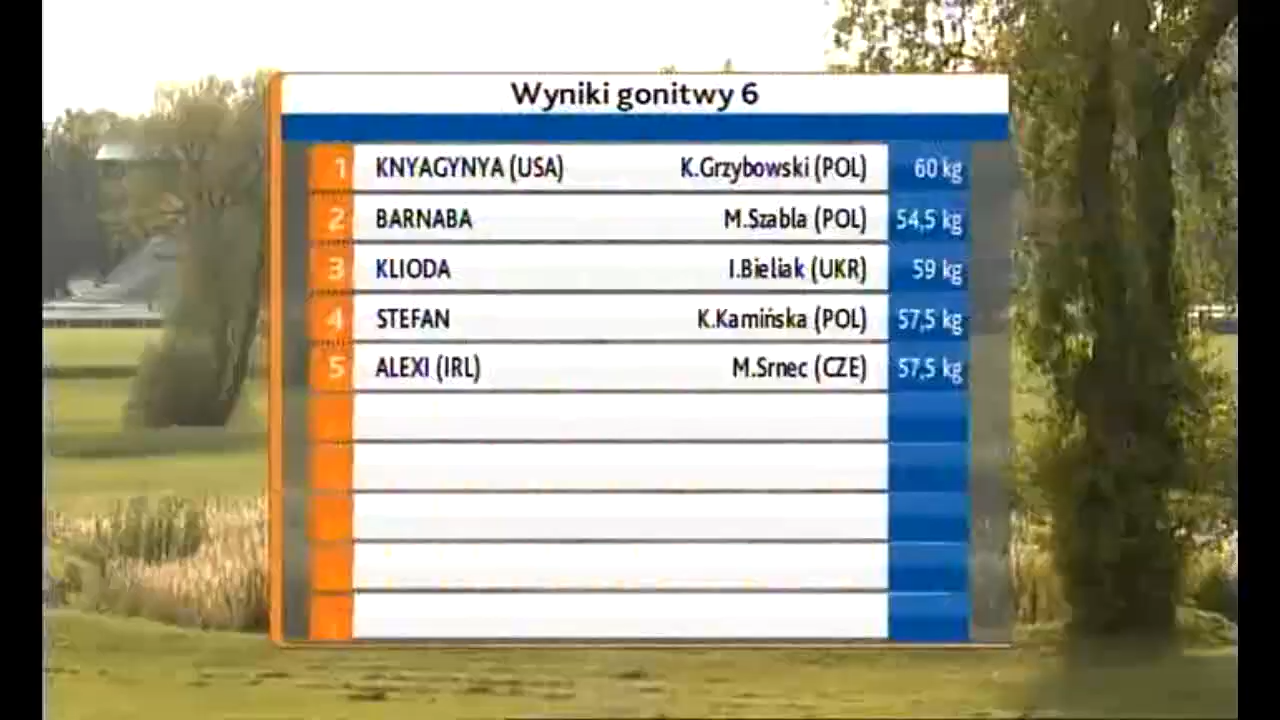 Wyniki gonitwy 6
1 KNYAGYNYA (USA) K.Grzybowski (POL) 60 kg
2 BARNABA M.Szabla (POL) 54,5 kg
3 KLIODA I.Bieliak (UKR) 59 kg
4 STEFAN K.Kamińska (POL) 57,5 kg
5 ALEXI (IRL) M.Srnec (CZE) 57,5 kg